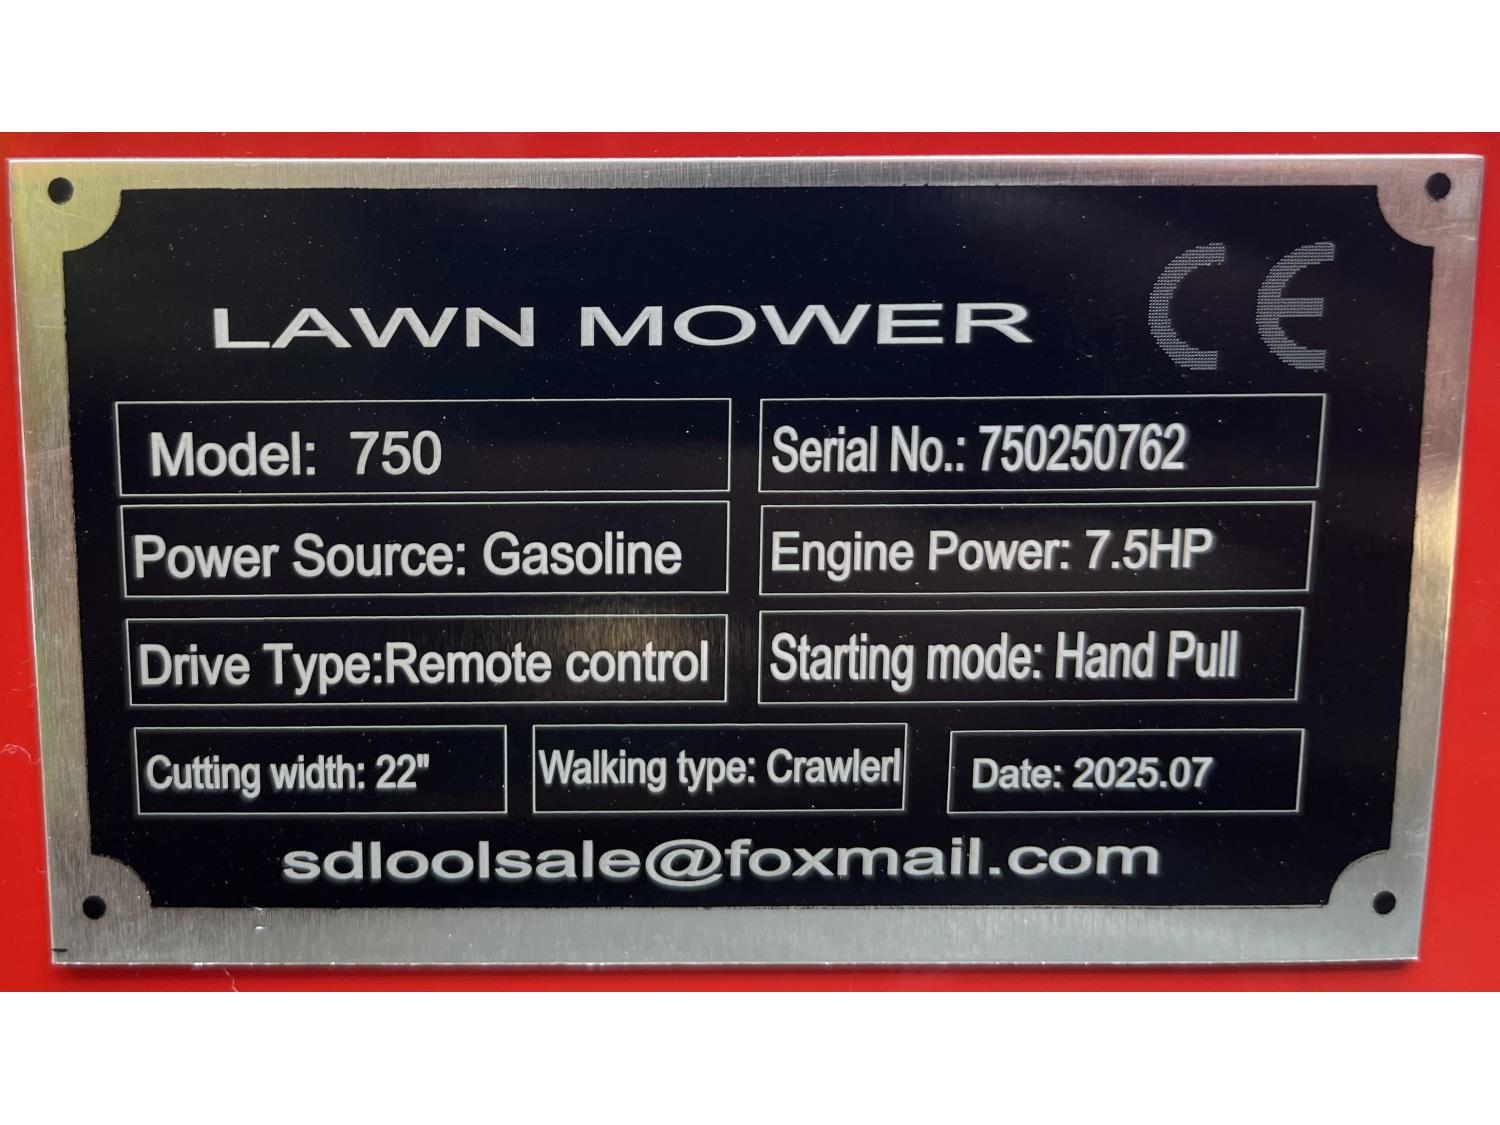 LAWN MOWER CE
Model: 750 Serial No.: 750250762
Power Source: Gasoline Engine Power: 7.5HP
Drive Type:Remote control Starting mode: Hand Pull
Cutting width: 22" Walking type: Crawlerl Date: 2025.07
sdloolsale@foxmail.com